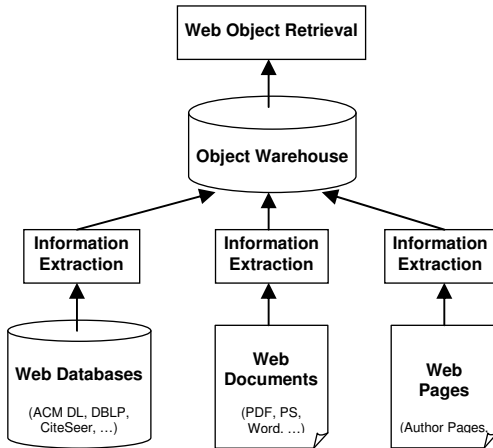 Web Object Retrieval
Object Warehouse
Information
Extraction
Information
Extraction
Information
Extraction
Web Databases
(ACM DL, DBLP,
CiteSeer, …)
Web
Documents
(PDF, PS,
Word, …)
Web
Pages
(Author Pages,